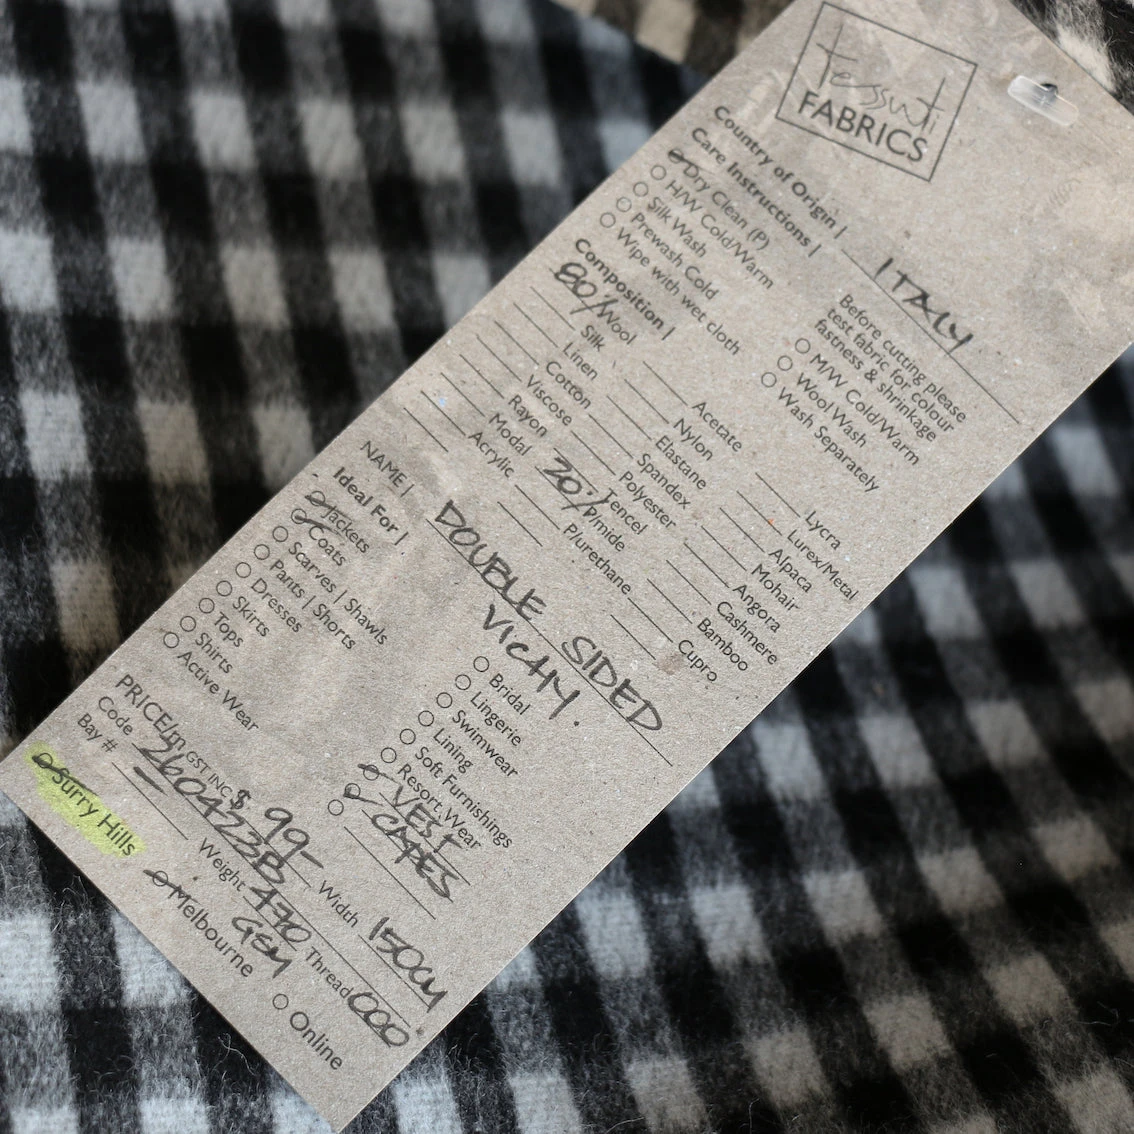 Tessuti
FABRICS
Country of Origin | ITALY
Care Instructions |
Dry Clean (P)
H/W Cold/Warm
Silk Wash
Prewash Cold
Wipe with wet cloth
Before cutting please
test fabric for colour
fastness & shrinkage
M/W Cold/Warm
Wool Wash
Wash Separately
Composition |
80% Wool
Silk
Linen
Cotton
Viscose
Rayon
Modal
Acrylic
Acetate
Nylon
Elastane
Spandex
Polyester
Tencel
20% P/mide
P/urethane
Lycra
Lurex/Metal
Alpaca
Mohair
Angora
Cashmere
Bamboo
Cupro
NAME | DOUBLE SIDED
VICHY.
Ideal For |
Jackets
Coats
Scarves | Shawls
Pants | Shorts
Dresses
Skirts
Tops
Shirts
Active Wear
Bridal
Lingerie
Swimwear
Lining
Soft Furnishings
Resort Wear
VEST
CAPES
PRICE/m GST INC $ 99- Width 150cm
Code 260422B Weight 470 Thread 000
Bay # GSM
Surry Hills
Melbourne
Online